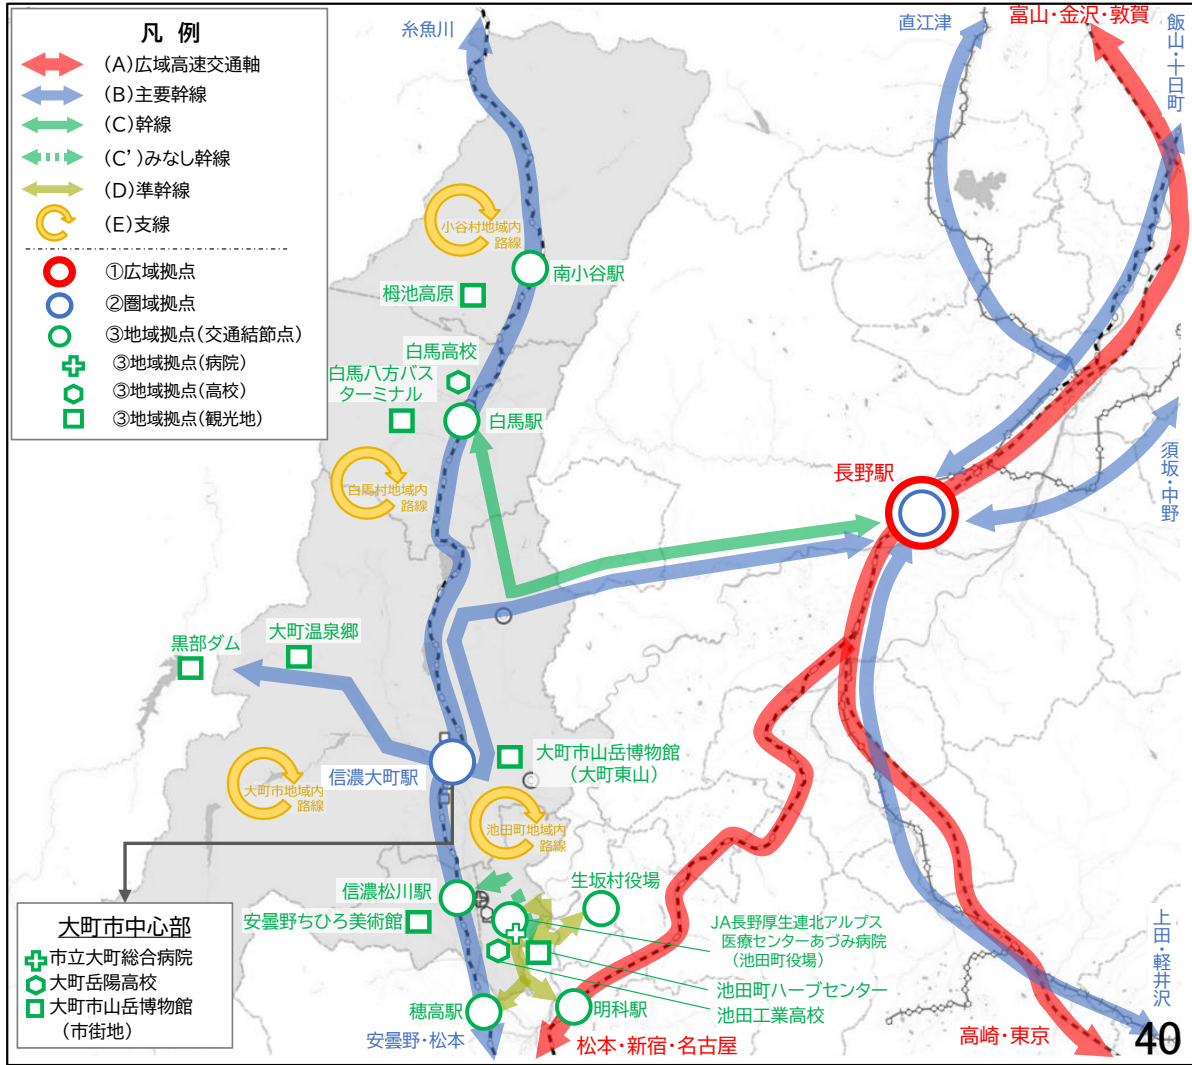 凡 例
(A)広域高速交通軸
(B)主要幹線
(C)幹線
(C')みなし幹線
(D)準幹線
(E)支線
①広域拠点
②圏域拠点
③地域拠点(交通結節点)
③地域拠点(病院)
③地域拠点(高校)
③地域拠点(観光地)
糸魚川
直江津
富山・金沢・敦賀
飯山・十日町
小谷村地域内
路線
南小谷駅
栂池高原
白馬高校
白馬八方バス
ターミナル
白馬駅
白馬村地域内
路線
長野駅
須坂・中野
黒部ダム
大町温泉郷
信濃大町駅
大町市山岳博物館
(大町東山)
大町市地域内
路線
池田町地域内
路線
信濃松川駅
生坂村役場
安曇野ちひろ美術館
JA長野厚生連北アルプス
医療センターあづみ病院
(池田町役場)
池田町ハーブセンター
池田工業高校
穂高駅
明科駅
安曇野・松本
松本・新宿・名古屋
上田・軽井沢
高崎・東京
大町市中心部
市立大町総合病院
大町岳陽高校
大町市山岳博物館
(市街地)
40